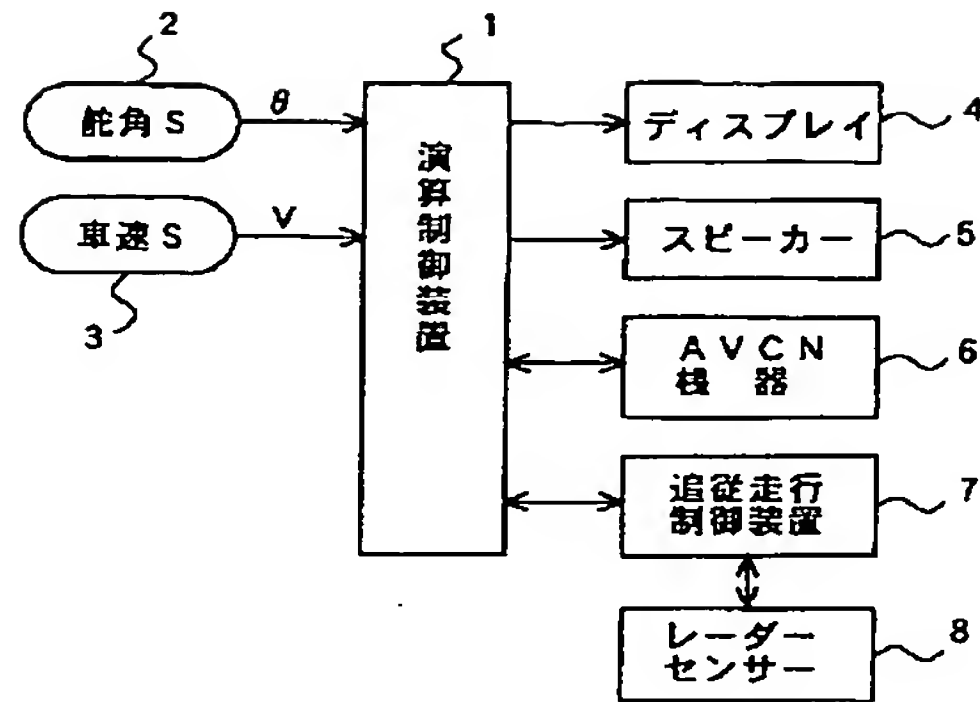 2
1
舵角S
θ
演算制御装置
ディスプレイ
4
車速S
V
スピーカー
5
3
AVCN
機 器
6
追従走行
制御装置
7
レーダー
センサー
8